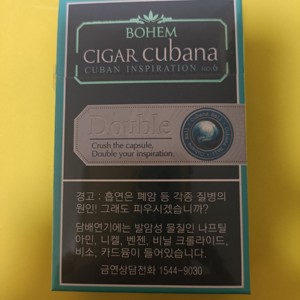 BOHEM
CIGAR cubana
CUBAN INSPIRATION no.6
Double
Crush the capsule,
Double your inspiration.
경고 : 흡연은 폐암 등 각종 질병의
원인! 그래도 피우시겠습니까?
담배연기에는 발암성 물질인 나프틸
아민, 니켈, 벤젠, 비닐 크롤라이드,
비소, 카드뮴이 들어있습니다.
금연상담전화 1544-9030